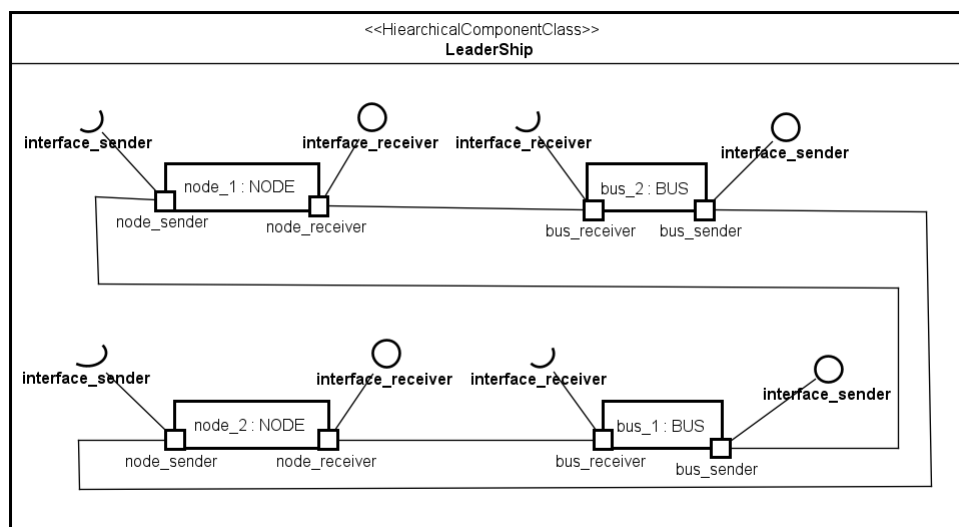 <<HiearchicalComponentClass>>
LeaderShip
interface_sender
interface_receiver
interface_receiver
interface_sender
node_1 : NODE
bus_2 : BUS
node_sender
node_receiver
bus_receiver
bus_sender
interface_sender
interface_receiver
interface_receiver
interface_sender
node_2 : NODE
bus_1 : BUS
node_sender
node_receiver
bus_receiver
bus_sender